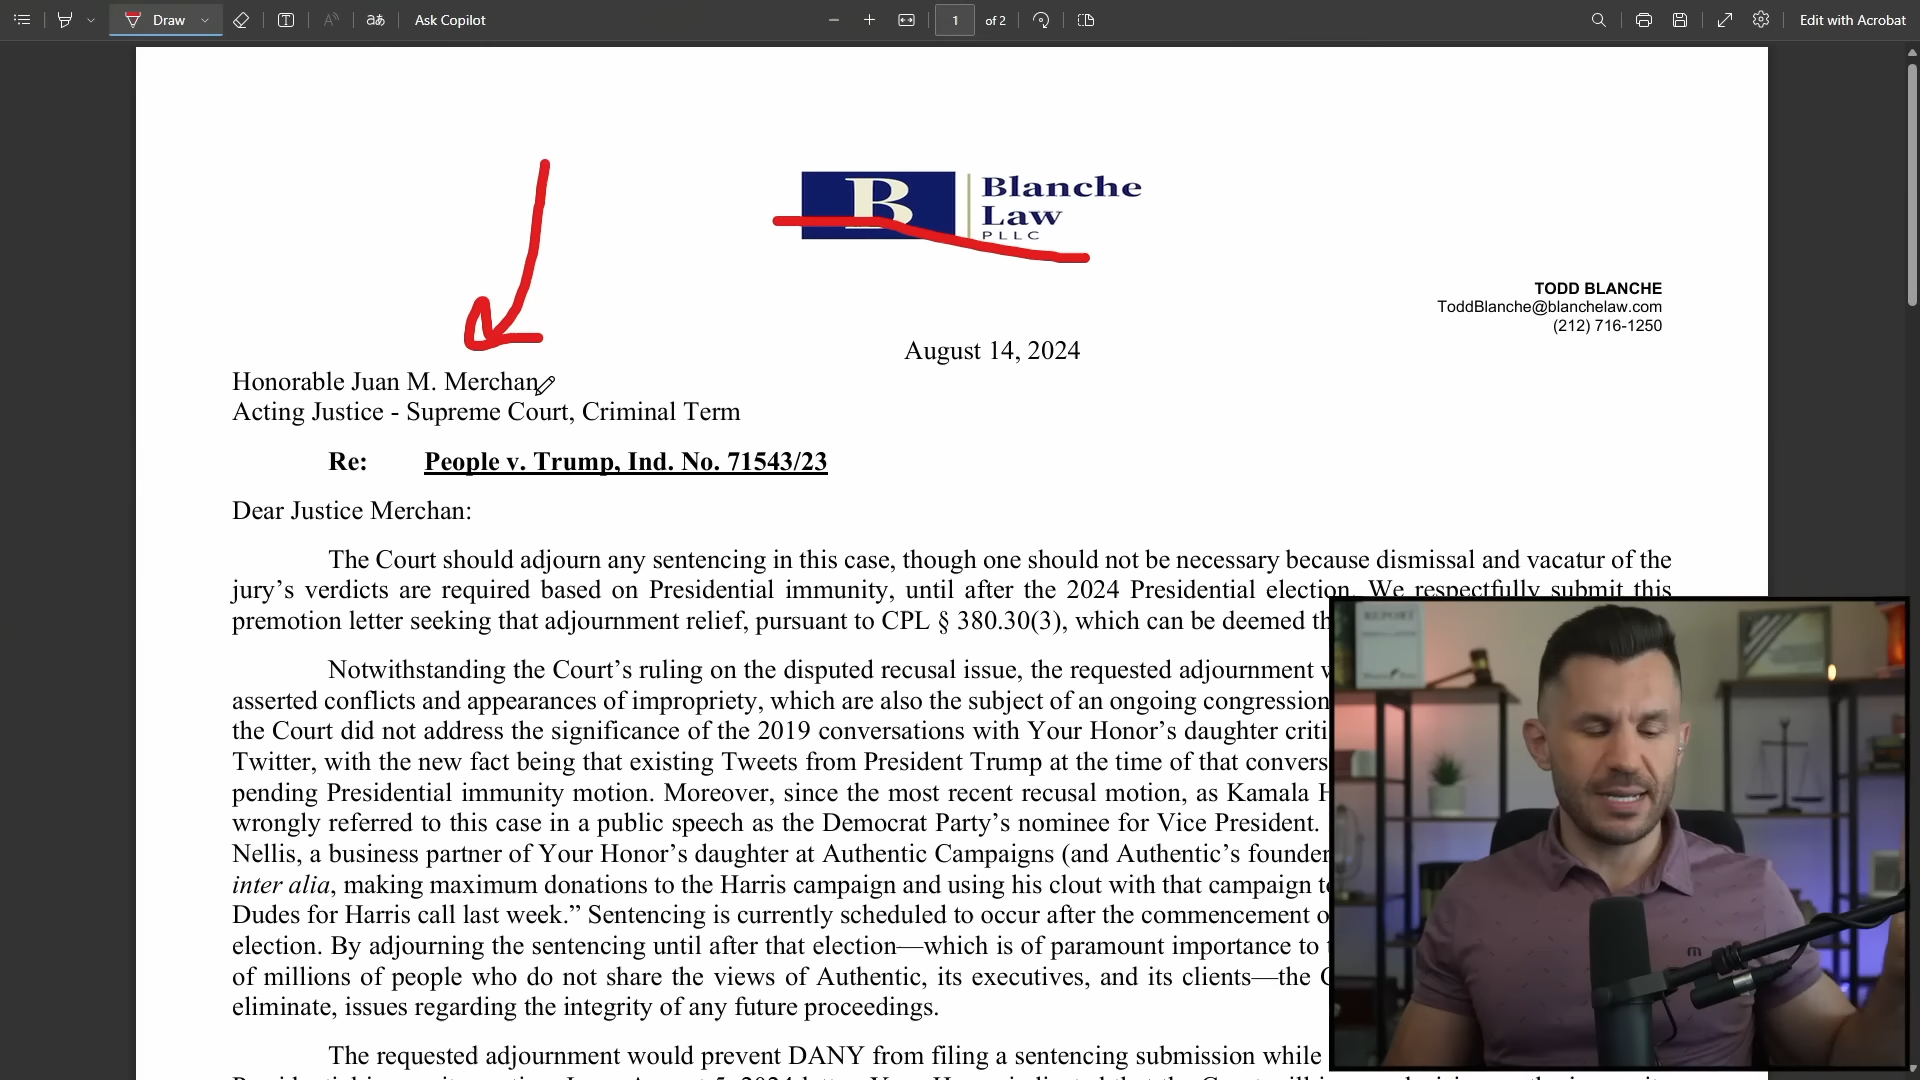 Draw
Ask Copilot
1 of 2
Edit with Acrobat
B Blanche
Law
PLLC
TODD BLANCHE
ToddBlanche@blanchelaw.com
(212) 716-1250
August 14, 2024
Honorable Juan M. Merchan
Acting Justice - Supreme Court, Criminal Term
Re: People v. Trump, Ind. No. 71543/23
Dear Justice Merchan:
The Court should adjourn any sentencing in this case, though one should not be necessary because dismissal and vacatur of the
jury’s verdicts are required based on Presidential immunity, until after the 2024 Presidential election. We respectfully submit this
premotion letter seeking that adjournment relief, pursuant to CPL § 380.30(3), which can be deemed
Notwithstanding the Court’s ruling on the disputed recusal issue, the requested adjournment
asserted conflicts and appearances of impropriety, which are also the subject of an ongoing
the Court did not address the significance of the 2019 conversations with Your Honor’s daughter
Twitter, with the new fact being that existing Tweets from President Trump at the time of that
pending Presidential immunity motion. Moreover, since the most recent recusal motion, as Kamala
wrongly referred to this case in a public speech as the Democrat Party’s nominee for Vice President.
Nellis, a business partner of Your Honor’s daughter at Authentic Campaigns (and Authentic’s
inter alia, making maximum donations to the Harris campaign and using his clout with that campaign
Dudes for Harris call last week.” Sentencing is currently scheduled to occur after the commencement
election. By adjourning the sentencing until after that election—which is of paramount importance to
of millions of people who do not share the views of Authentic, its executives, and its clients—the
eliminate, issues regarding the integrity of any future proceedings.
The requested adjournment would prevent DANY from filing a sentencing submission while
REPORT